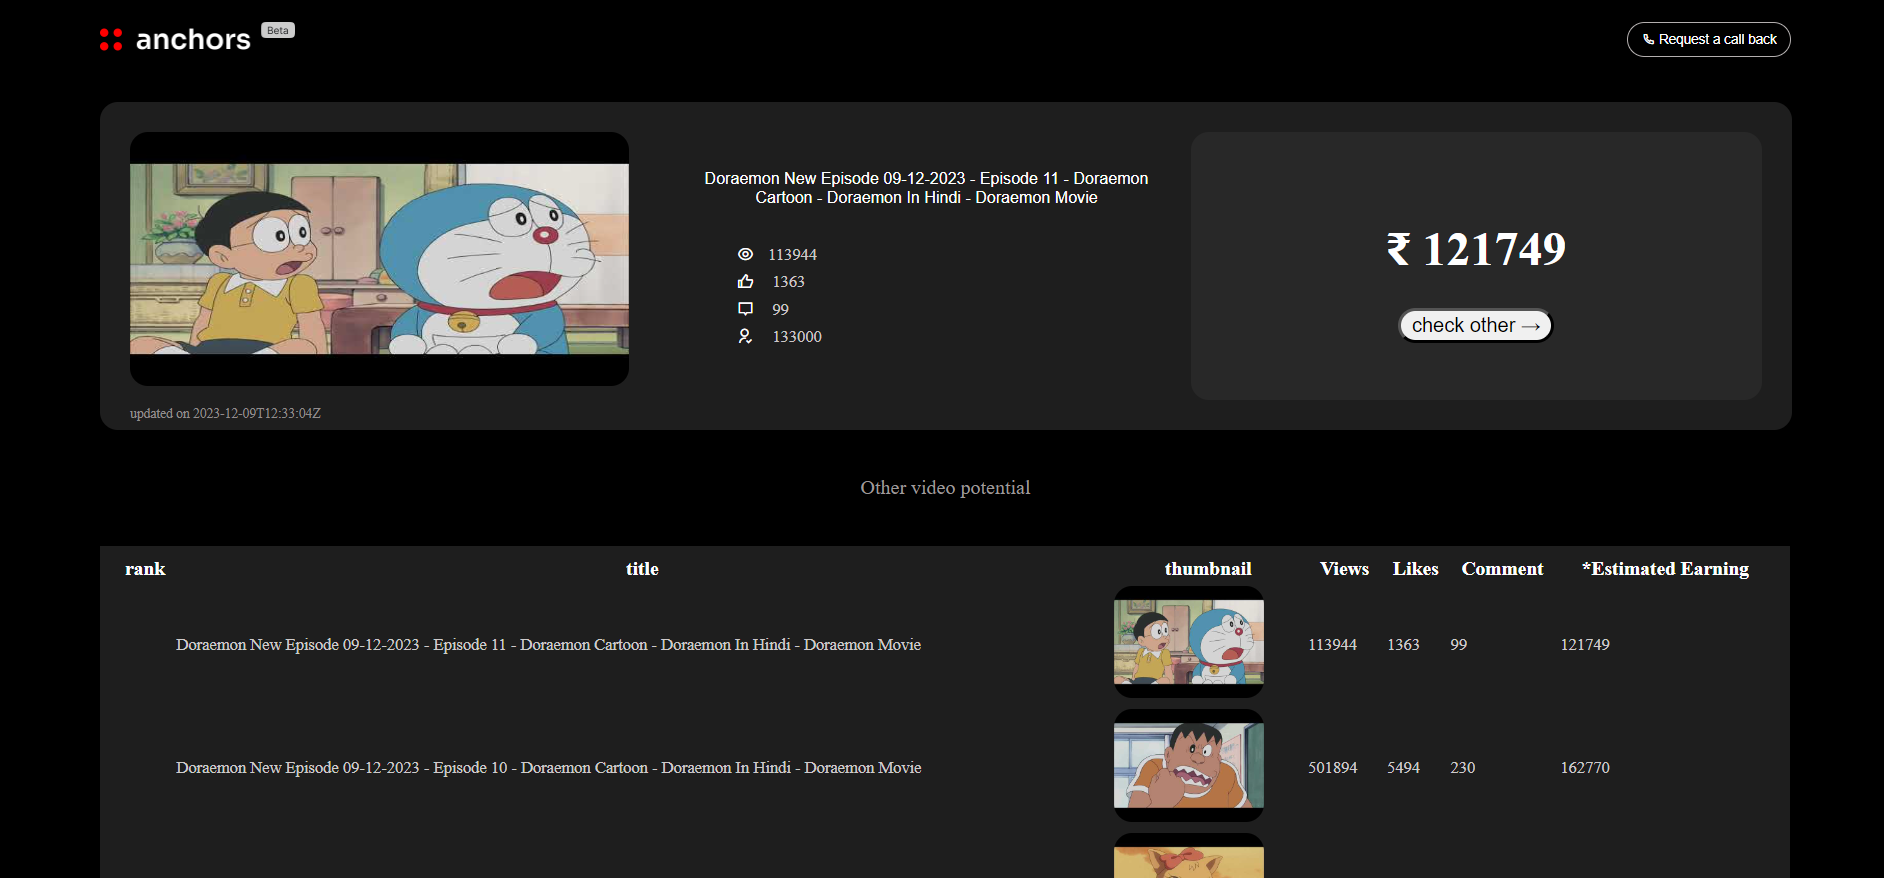 anchors Beta
Request a call back
Doraemon New Episode 09-12-2023 - Episode 11 - Doraemon
Cartoon - Doraemon In Hindi - Doraemon Movie
113944
1363
99
133000
₹ 121749
check other →
updated on 2023-12-09T12:33:04Z
Other video potential
rank title thumbnail Views Likes Comment *Estimated Earning
Doraemon New Episode 09-12-2023 - Episode 11 - Doraemon Cartoon - Doraemon In Hindi - Doraemon Movie 113944 1363 99 121749
Doraemon New Episode 09-12-2023 - Episode 10 - Doraemon Cartoon - Doraemon In Hindi - Doraemon Movie 501894 5494 230 162770